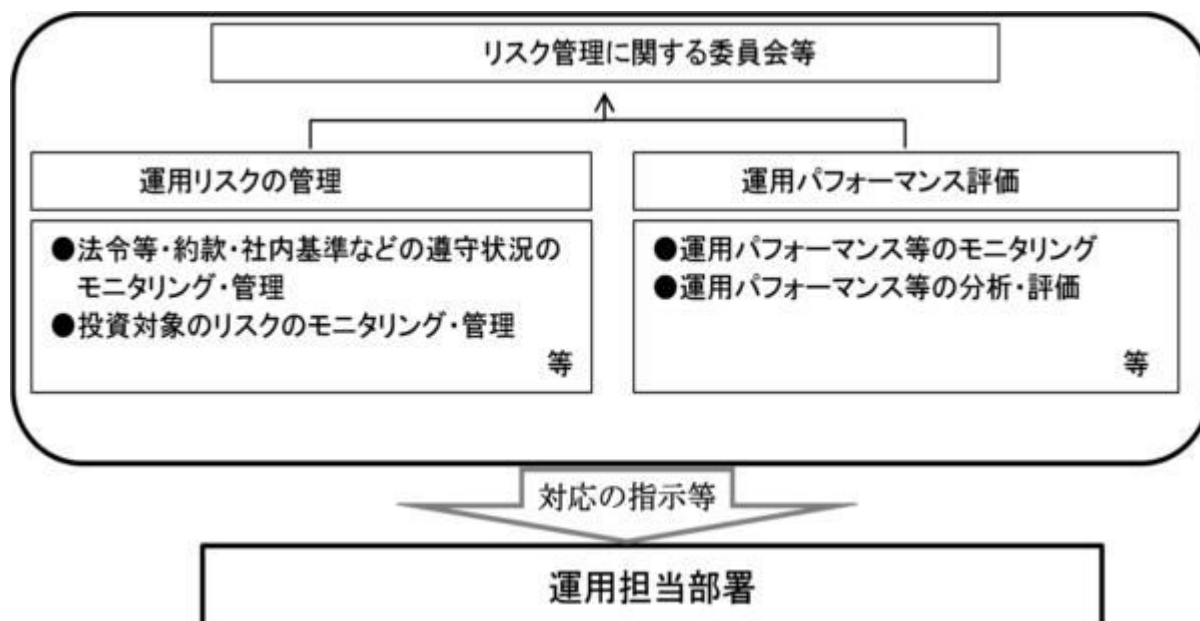 リスク管理に関する委員会等
運用リスクの管理
●法令等・約款・社内基準などの遵守状況の
モニタリング・管理
●投資対象のリスクのモニタリング・管理
等
運用パフォーマンス評価
●運用パフォーマンス等のモニタリング
●運用パフォーマンス等の分析・評価
等
対応の指示等
運用担当部署